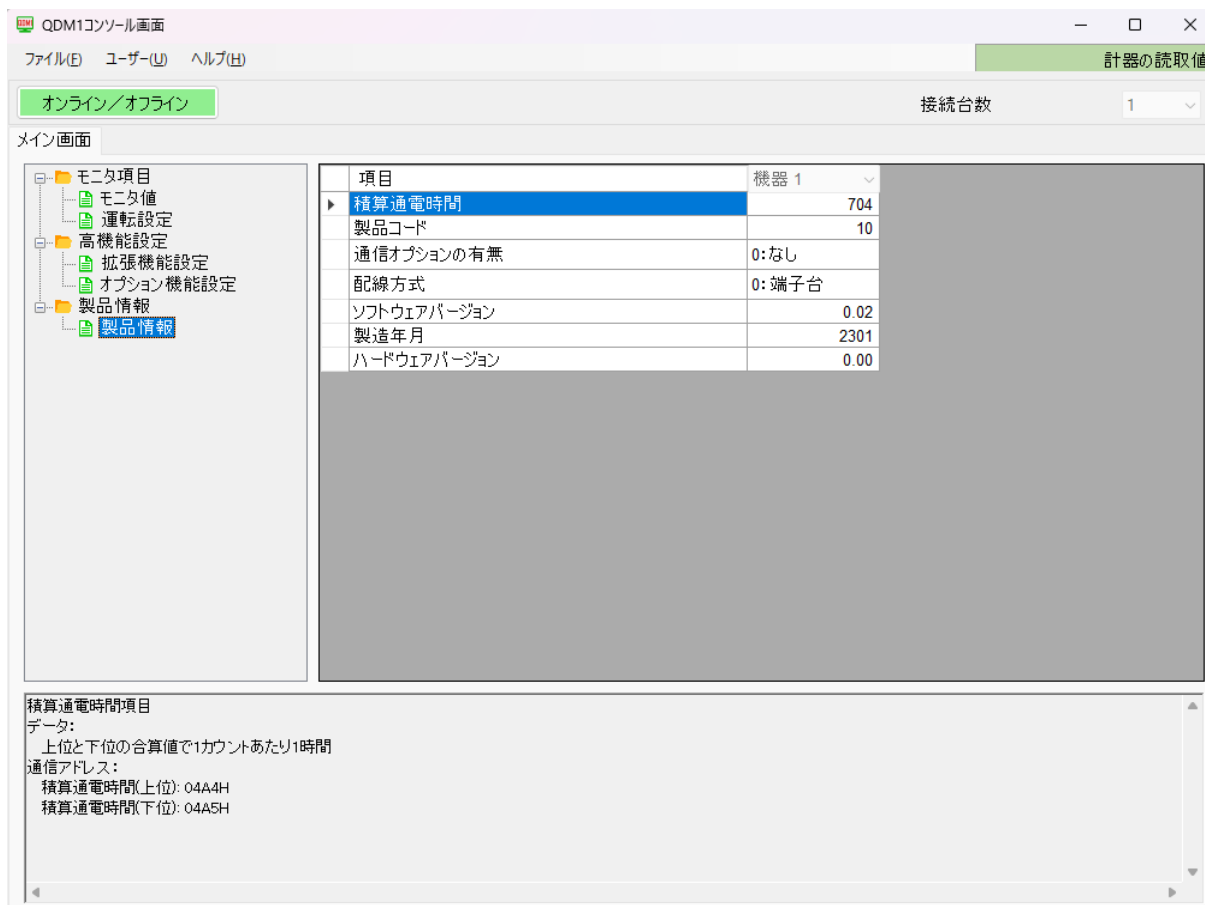 QDM1コンソール画面
ファイル(F) ユーザー(U) ヘルプ(H)
計器の読取値
オンライン／オフライン
接続台数 1
メイン画面
モニタ項目
モニタ値
運転設定
高機能設定
拡張機能設定
オプション機能設定
製品情報
製品情報
項目 機器 1
積算通電時間 704
製品コード 10
通信オプションの有無 0:なし
配線方式 0:端子台
ソフトウェアバージョン 0.02
製造年月 2301
ハードウェアバージョン 0.00
積算通電時間項目
データ:
上位と下位の合算値で1カウントあたり1時間
通信アドレス:
積算通電時間(上位): 04A4H
積算通電時間(下位): 04A5H